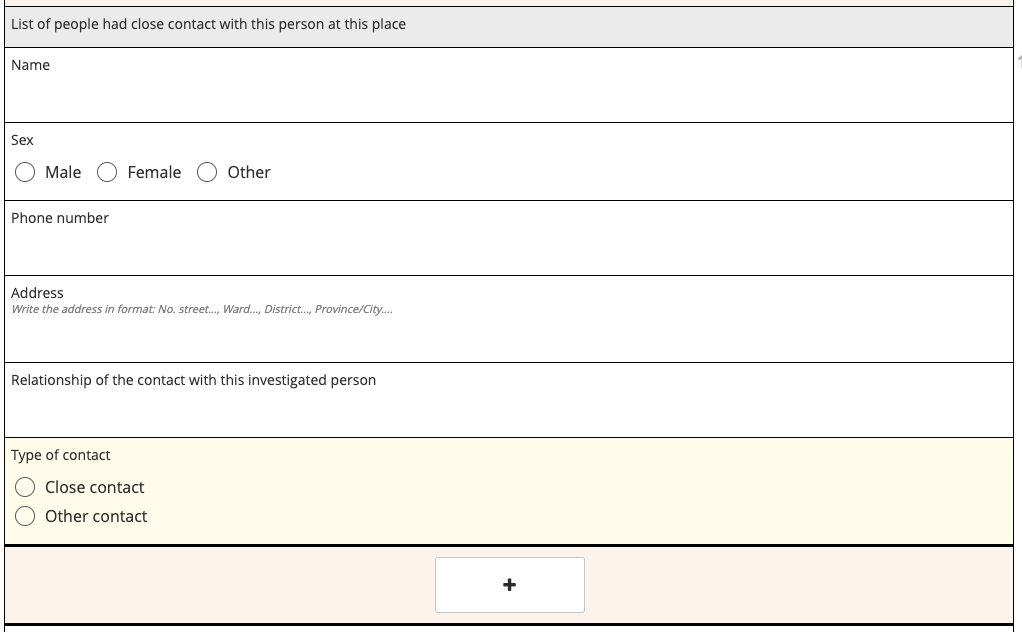 List of people had close contact with this person at this place
Name
Sex
Male Female Other
Phone number
Address
Write the address in format: No. street..., Ward..., District..., Province/City....
Relationship of the contact with this investigated person
Type of contact
Close contact
Other contact
+